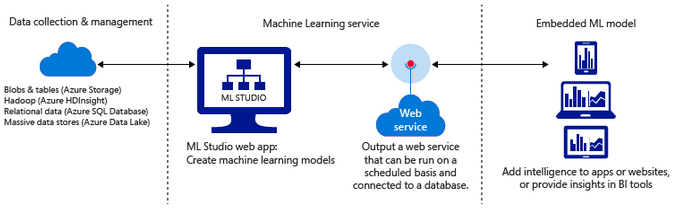 Data collection & management
Machine Learning service
Embedded ML model
Blobs & tables (Azure Storage)
Hadoop (Azure HDInsight)
Relational data (Azure SQL Database)
Massive data stores (Azure Data Lake)
ML STUDIO
ML Studio web app:
Create machine learning models
Web
service
Output a web service
that can be run on a
scheduled basis and
connected to a database.
Add intelligence to apps or websites,
or provide insights in BI tools